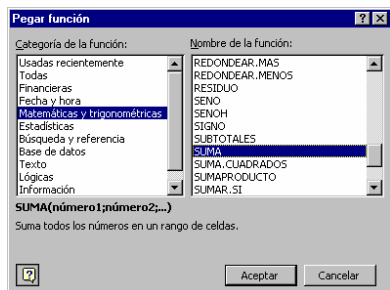 Pegar función
Categoría de la función:
Usadas recientemente
Todas
Financieras
Fecha y hora
Matemáticas y trigonométricas
Estadísticas
Búsqueda y referencia
Base de datos
Texto
Lógicas
Información
Nombre de la función:
REDONDEAR.MAS
REDONDEAR.MENOS
RESIDUO
SENO
SENOH
SIGNO
SUBTOTALES
SUMA
SUMA.CUADRADOS
SUMAPRODUCTO
SUMAR.SI
SUMA(número1;número2;...)
Suma todos los números en un rango de celdas.
Aceptar
Cancelar